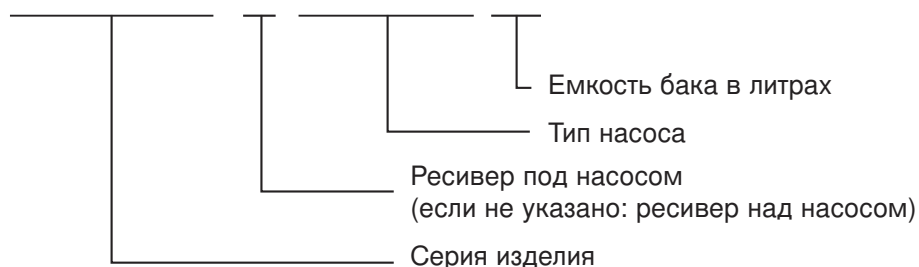 Емкость бака в литрах
Тип насоса
Ресивер под насосом
(если не указано: ресивер над насосом)
Серия изделия